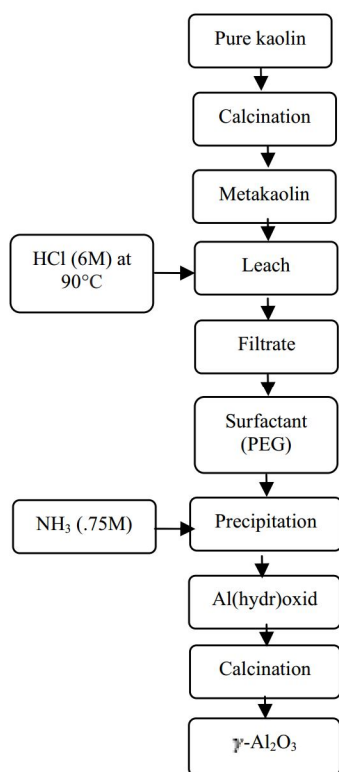 Pure kaolin
Calcination
Metakaolin
HCl (6M) at
90°C
Leach
Filtrate
Surfactant
(PEG)
NH₃ (.75M)
Precipitation
Al(hydr)oxid
Calcination
γ-Al₂O₃